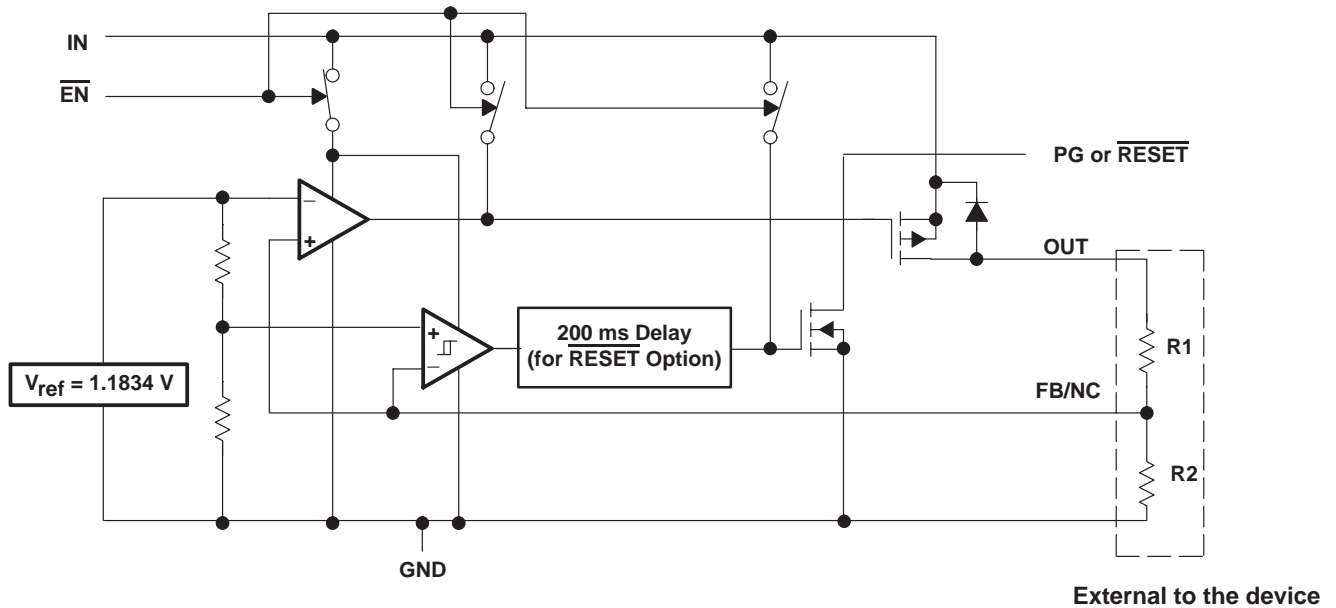 IN
EN
PG or RESET
−
+
OUT
+
−
200 ms Delay
(for RESET Option)
R1
Vref = 1.1834 V
FB/NC
R2
GND
External to the device